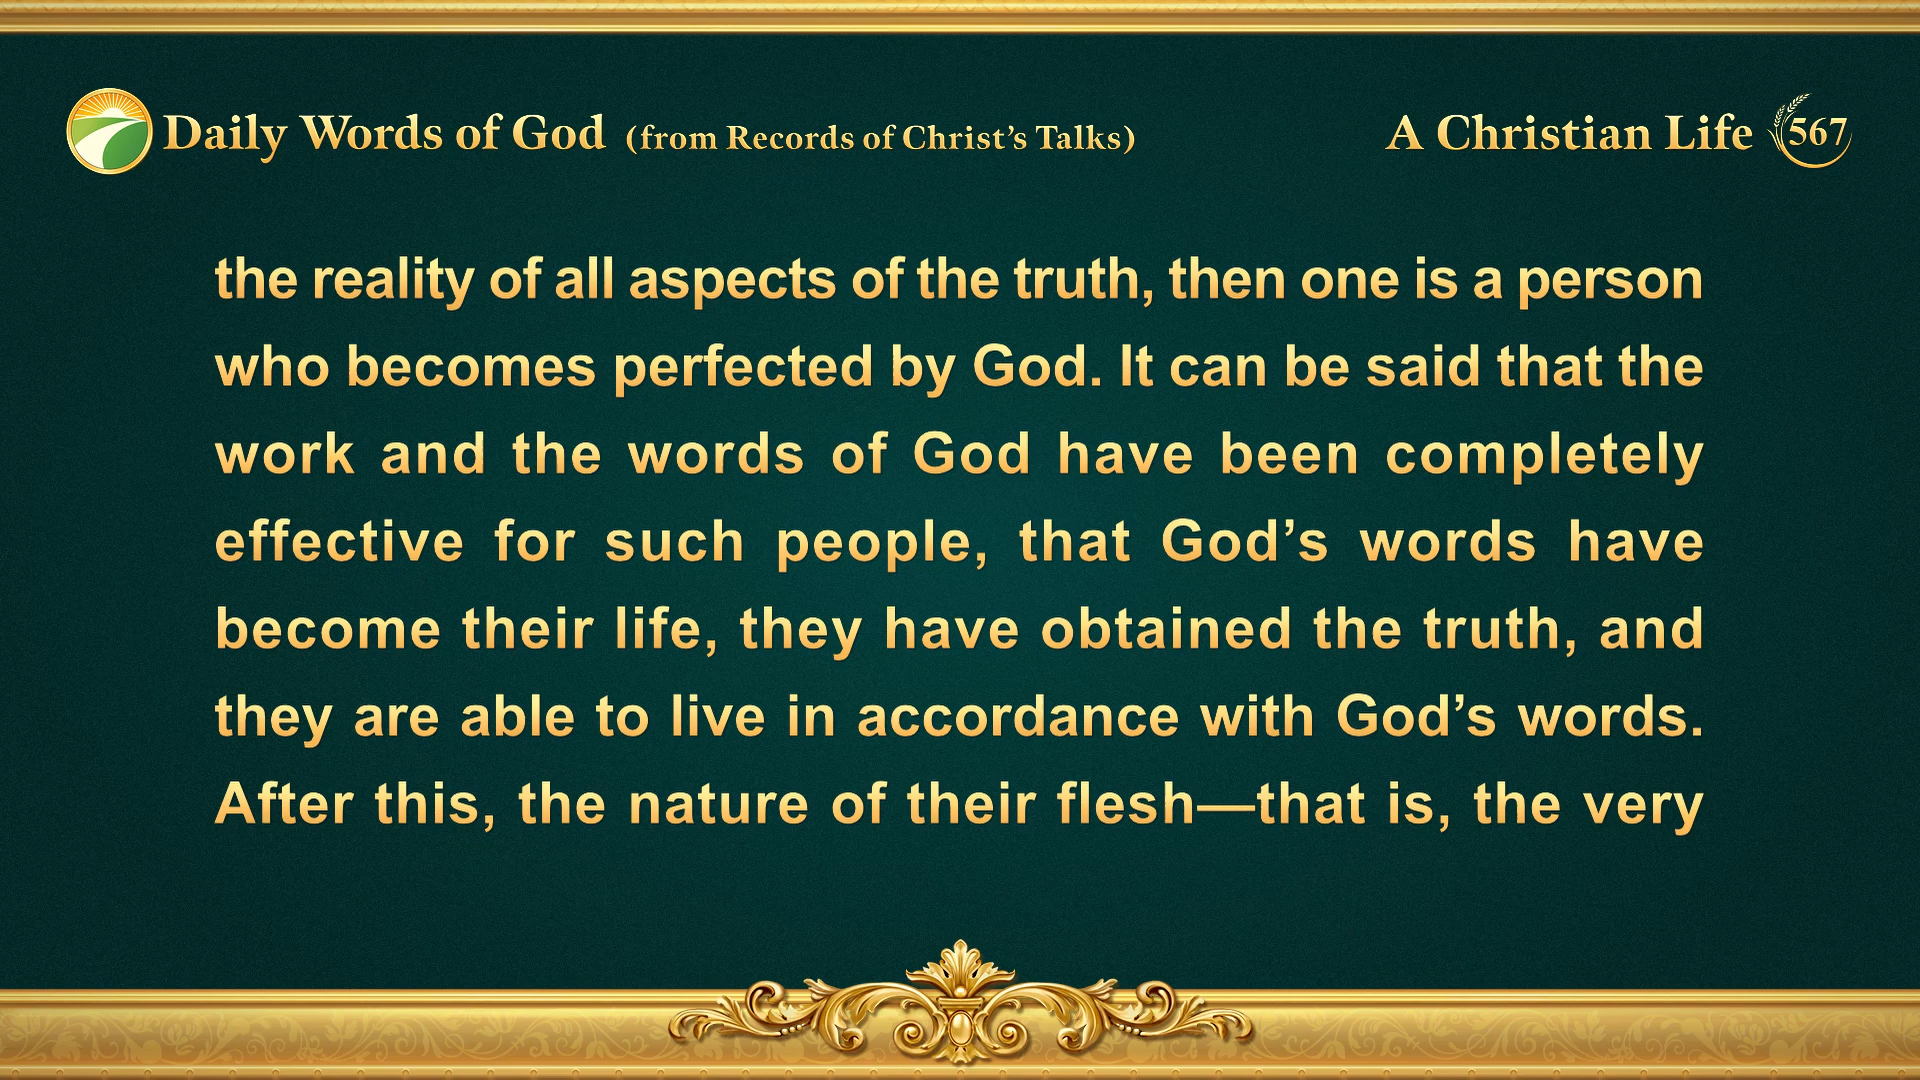 Daily Words of God (from Records of Christ’s Talks)
A Christian Life 567
the reality of all aspects of the truth, then one is a person
who becomes perfected by God. It can be said that the
work and the words of God have been completely
effective for such people, that God’s words have
become their life, they have obtained the truth, and
they are able to live in accordance with God’s words.
After this, the nature of their flesh—that is, the very